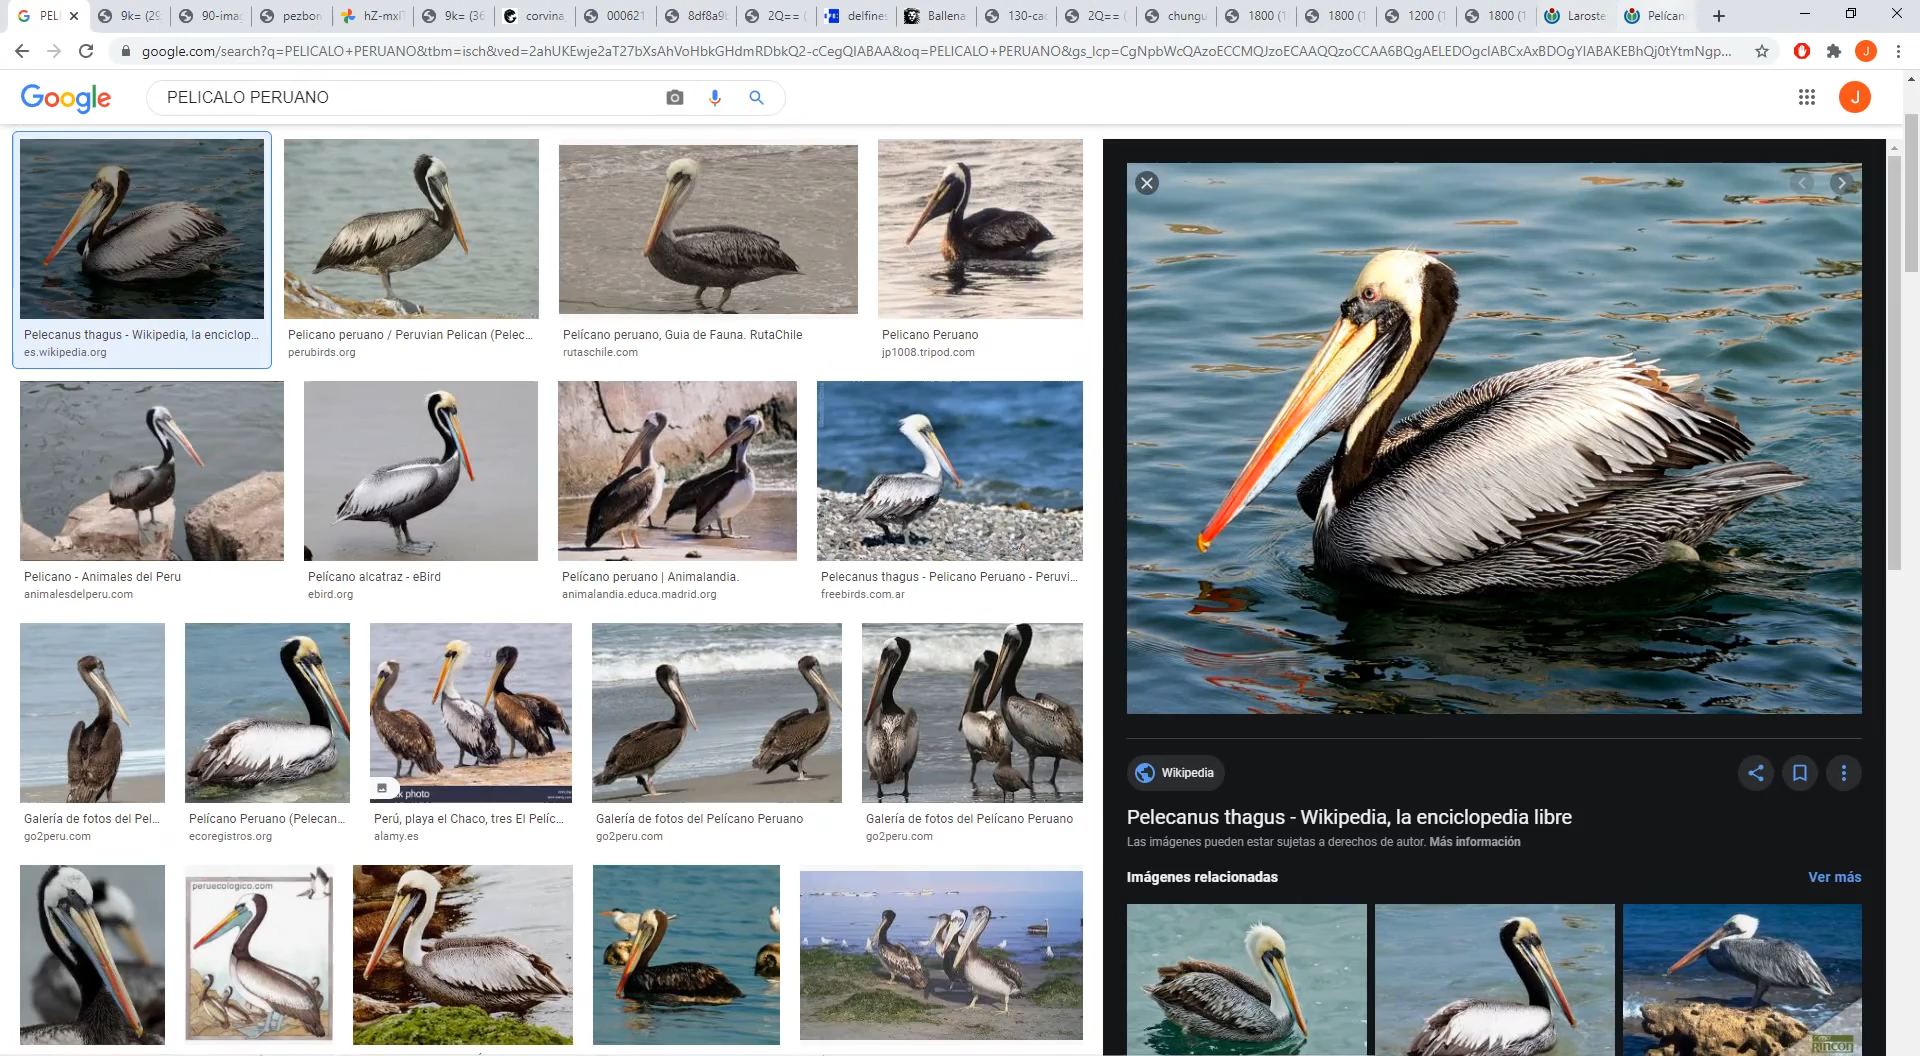 PEL
9k= (29
90-ima
pezbor
hZ-mxi
9k= (36
corvina
000621
8df8a9
2Q== (
delfine
Ballena
130-cac
2Q== (
chungu
1800 (1
1800 (1
1200 (1
1800 (1
Laroste
Pelícan
google.com/search?q=PELICALO+PERUANO&tbm=isch&ved=2ahUKEwje2aT27bXsAhVoHbkGHdmRDbkQ2-cCegQIABAA&oq=PELICALO+PERUANO&gs_lcp=CgNpbWcQAzoECCMQJzoECAAQQzoCCAA6BQgAELEDOgcIABCxAxBDOgYIABAKEBhQj0tYtmNgp...
J
Google
PELICALO PERUANO
J
Pelecanus thagus - Wikipedia, la enciclop...
es.wikipedia.org
Pelicano peruano / Peruvian Pelican (Pelec...
perubirds.org
Pelícano peruano, Guia de Fauna. RutaChile
rutaschile.com
Pelicano Peruano
jp1008.tripod.com
Pelicano - Animales del Peru
animalesdelperu.com
Pelícano alcatraz - eBird
ebird.org
Pelícano peruano | Animalandia.
animalandia.educa.madrid.org
Pelecanus thagus - Pelicano Peruano - Peruvi...
freebirds.com.ar
photo
Galería de fotos del Pel...
go2peru.com
Pelícano Peruano (Pelecan...
ecoregistros.org
Perú, playa el Chaco, tres El Pelíc...
alamy.es
Galería de fotos del Pelícano Peruano
go2peru.com
Galería de fotos del Pelícano Peruano
go2peru.com
peruecologico.com
Wikipedia
Pelecanus thagus - Wikipedia, la enciclopedia libre
Las imágenes pueden estar sujetas a derechos de autor. Más información
Imágenes relacionadas
Ver más
RINCON